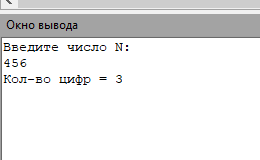 Окно вывода
Введите число N:
456
Кол-во цифр = 3